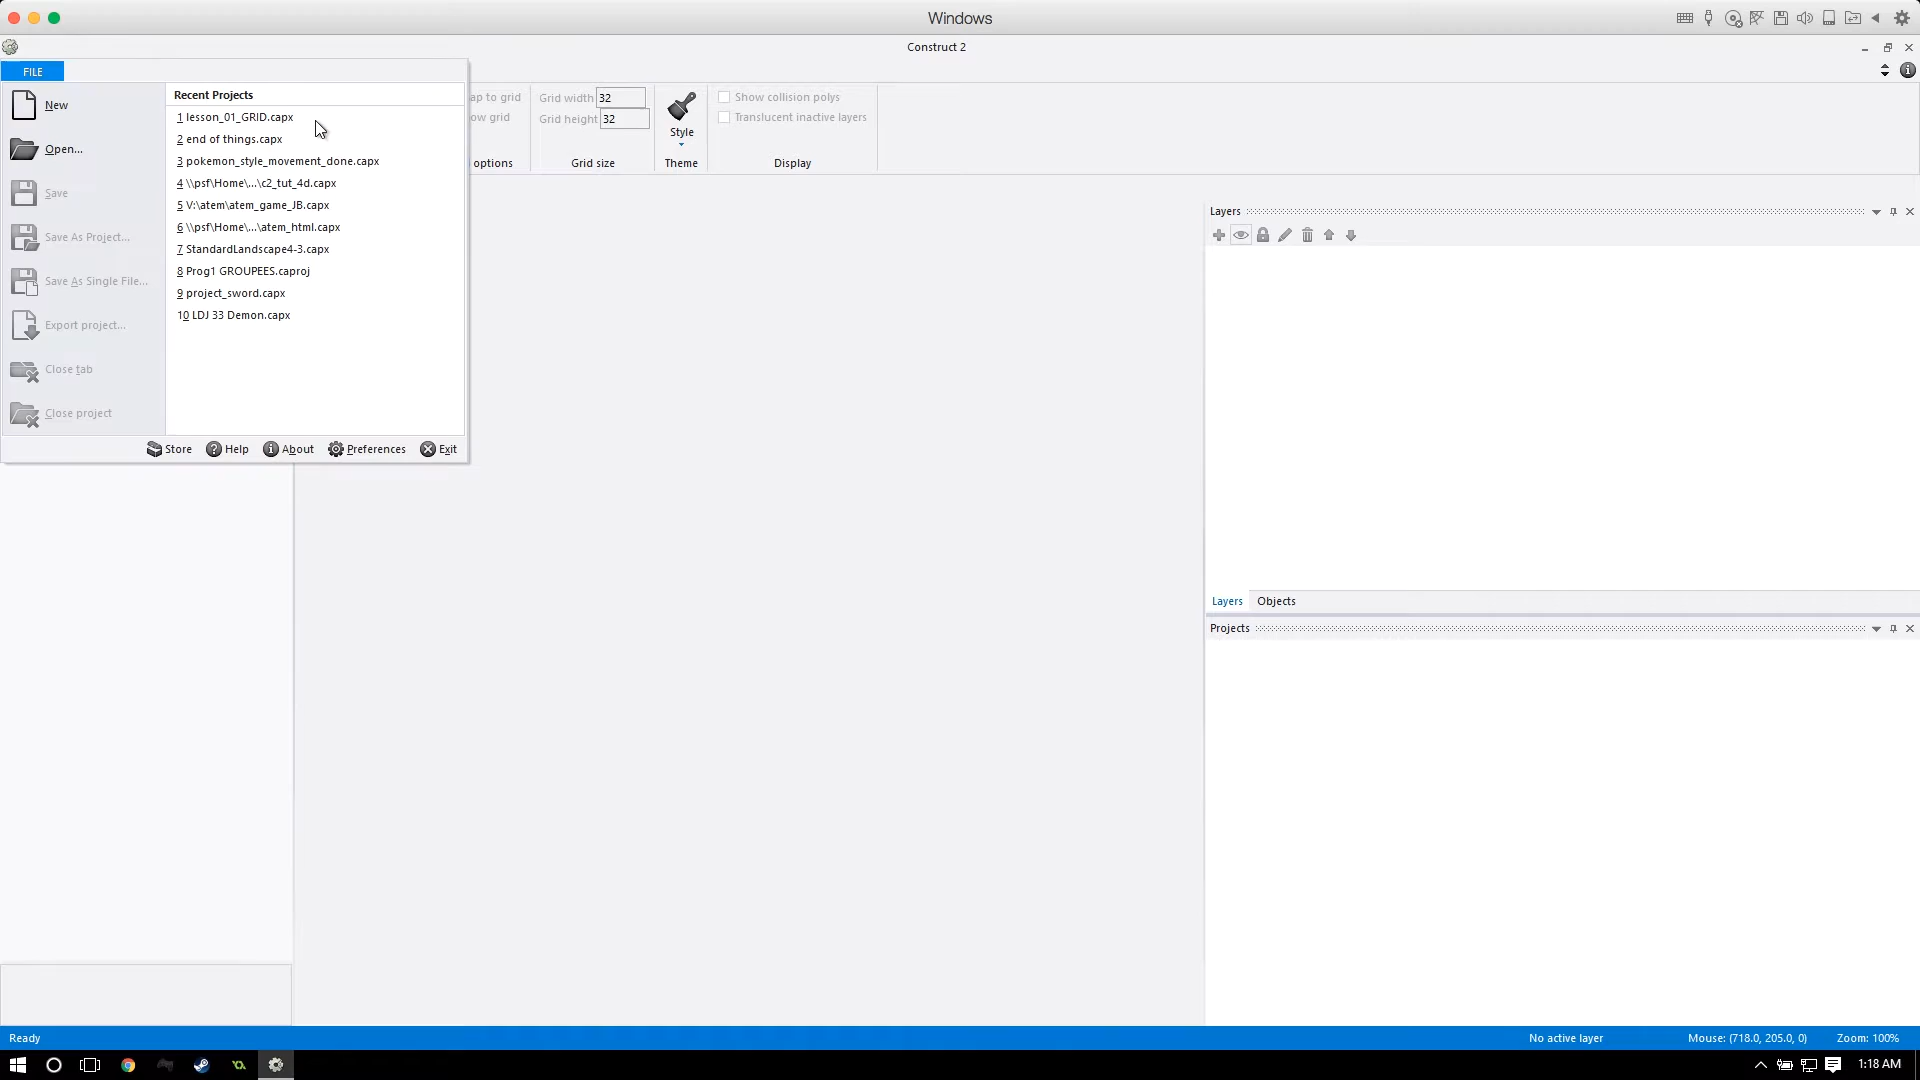 Windows
Construct 2
FILE
New
Open...
Save
Save As Project...
Save As Single File...
Export project...
Close tab
Close project
Recent Projects
1 lesson_01_GRID.capx
2 end of things.capx
3 pokemon_style_movement_done.capx
4 \\psf\Home\...\c2_tut_4d.capx
5 V:\atem\atem_game_JB.capx
6 \\psf\Home\...\atem_html.capx
7 StandardLandscape4-3.capx
8 Prog1 GROUPEES.caproj
9 project_sword.capx
10 LDJ 33 Demon.capx
Store
Help
About
Preferences
Exit
ap to grid
ow grid
options
Grid width 32
Grid height 32
Grid size
Style
Theme
Show collision polys
Translucent inactive layers
Display
Layers
Layers
Objects
Projects
Ready
No active layer
Mouse: (718.0, 205.0, 0)
Zoom: 100%
1:18 AM